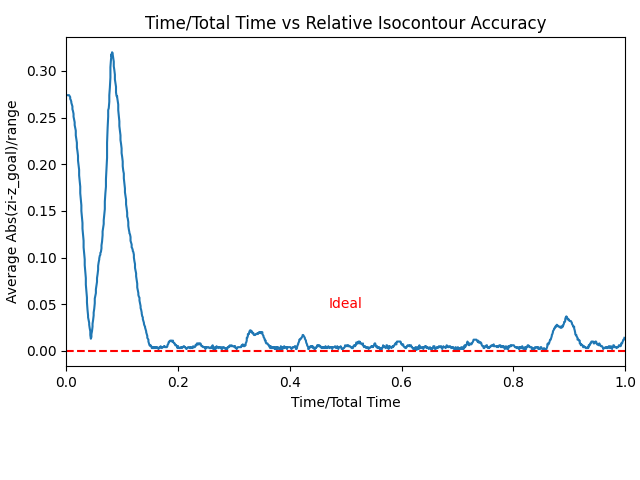 Time/Total Time vs Relative Isocontour Accuracy
Average Abs(zi-z_goal)/range
0.30
0.25
0.20
0.15
0.10
0.05
0.00
Ideal
0.0 0.2 0.4 0.6 0.8 1.0
Time/Total Time